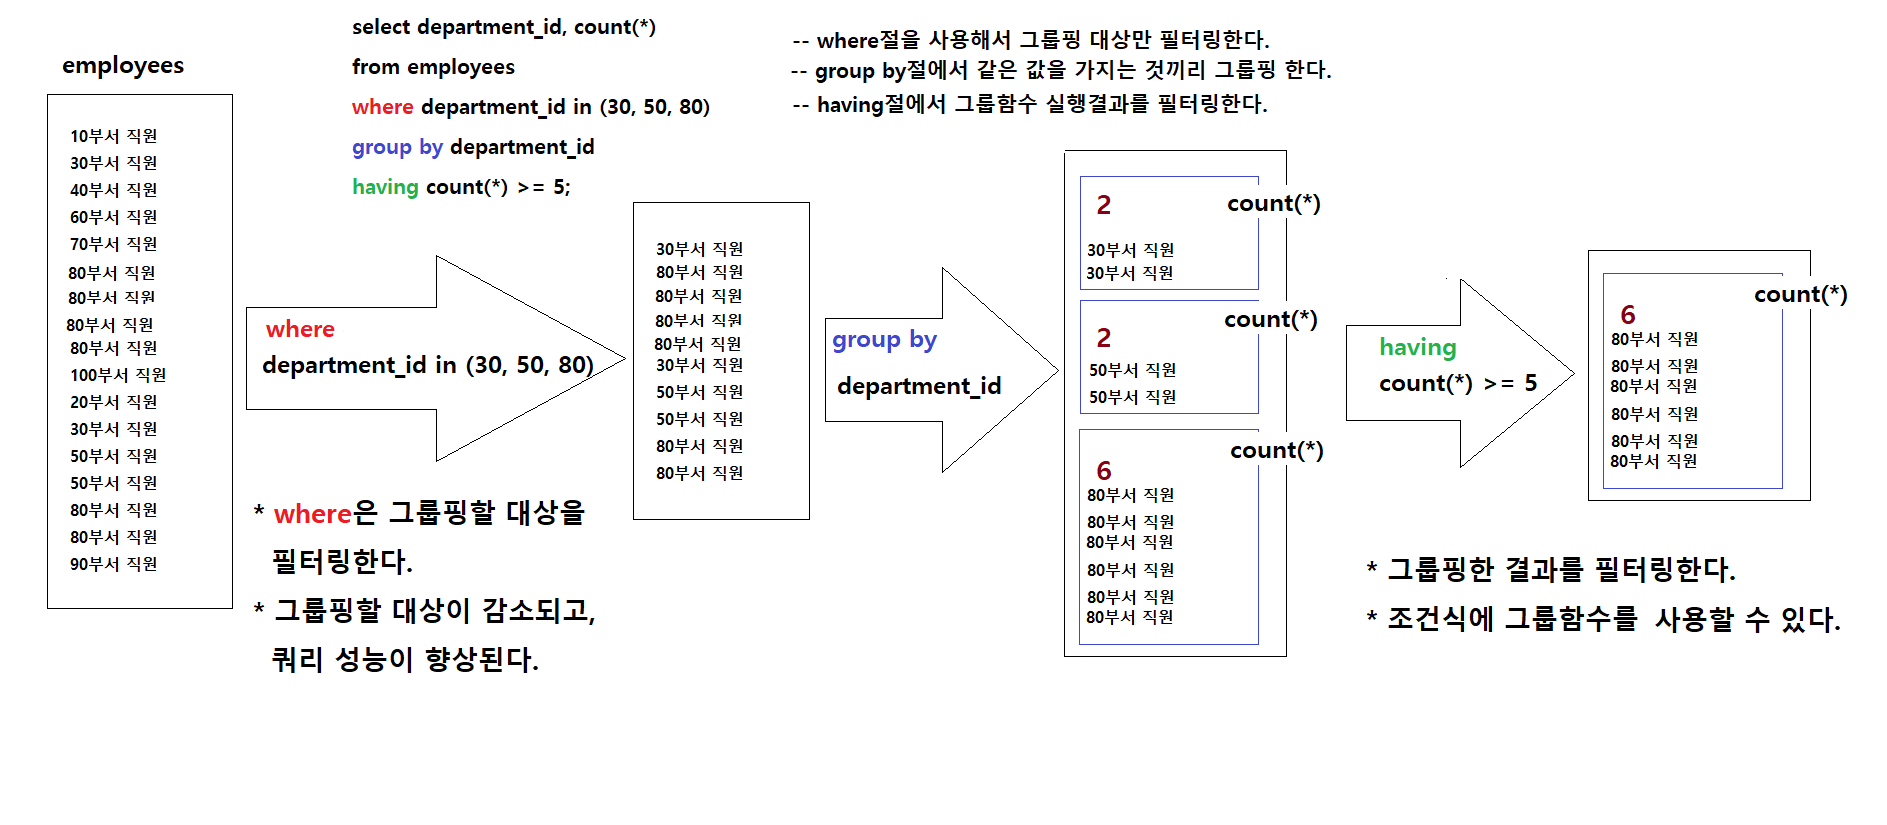 employees
10부서 직원
30부서 직원
40부서 직원
60부서 직원
70부서 직원
80부서 직원
80부서 직원
80부서 직원
80부서 직원
100부서 직원
20부서 직원
30부서 직원
50부서 직원
50부서 직원
80부서 직원
80부서 직원
90부서 직원
select department_id, count(*)
from employees
where department_id in (30, 50, 80)
group by department_id
having count(*) >= 5;
-- where절을 사용해서 그룹핑 대상만 필터링한다.
-- group by절에서 같은 값을 가지는 것끼리 그룹핑 한다.
-- having절에서 그룹함수 실행결과를 필터링한다.
where
department_id in (30, 50, 80)
* where은 그룹핑할 대상을
필터링한다.
* 그룹핑할 대상이 감소되고,
쿼리 성능이 향상된다.
30부서 직원
80부서 직원
80부서 직원
80부서 직원
80부서 직원
30부서 직원
50부서 직원
50부서 직원
80부서 직원
80부서 직원
group by
department_id
2
count(*)
30부서 직원
30부서 직원
2
count(*)
50부서 직원
50부서 직원
6
count(*)
80부서 직원
80부서 직원
80부서 직원
80부서 직원
80부서 직원
80부서 직원
having
count(*) >= 5
6
count(*)
80부서 직원
80부서 직원
80부서 직원
80부서 직원
80부서 직원
80부서 직원
* 그룹핑한 결과를 필터링한다.
* 조건식에 그룹함수를 사용할 수 있다.